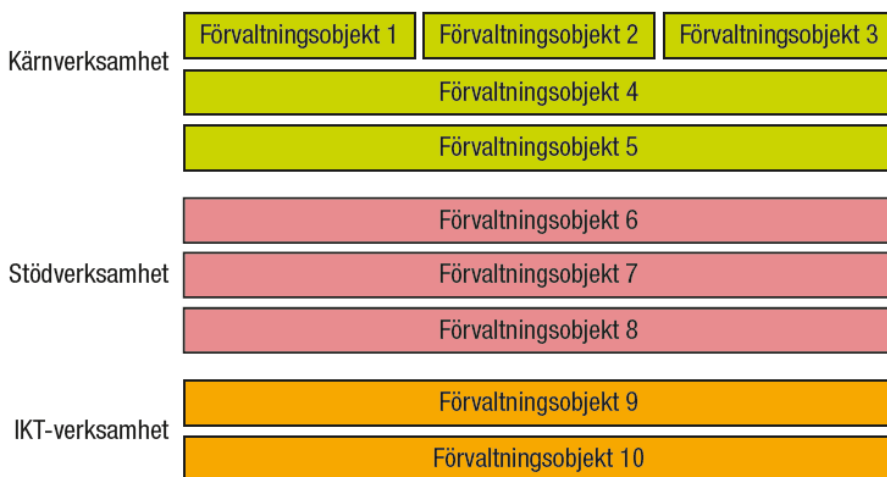 Kärnverksamhet
Förvaltningsobjekt 1 Förvaltningsobjekt 2 Förvaltningsobjekt 3
Förvaltningsobjekt 4
Förvaltningsobjekt 5
Stödverksamhet
Förvaltningsobjekt 6
Förvaltningsobjekt 7
Förvaltningsobjekt 8
IKT-verksamhet
Förvaltningsobjekt 9
Förvaltningsobjekt 10